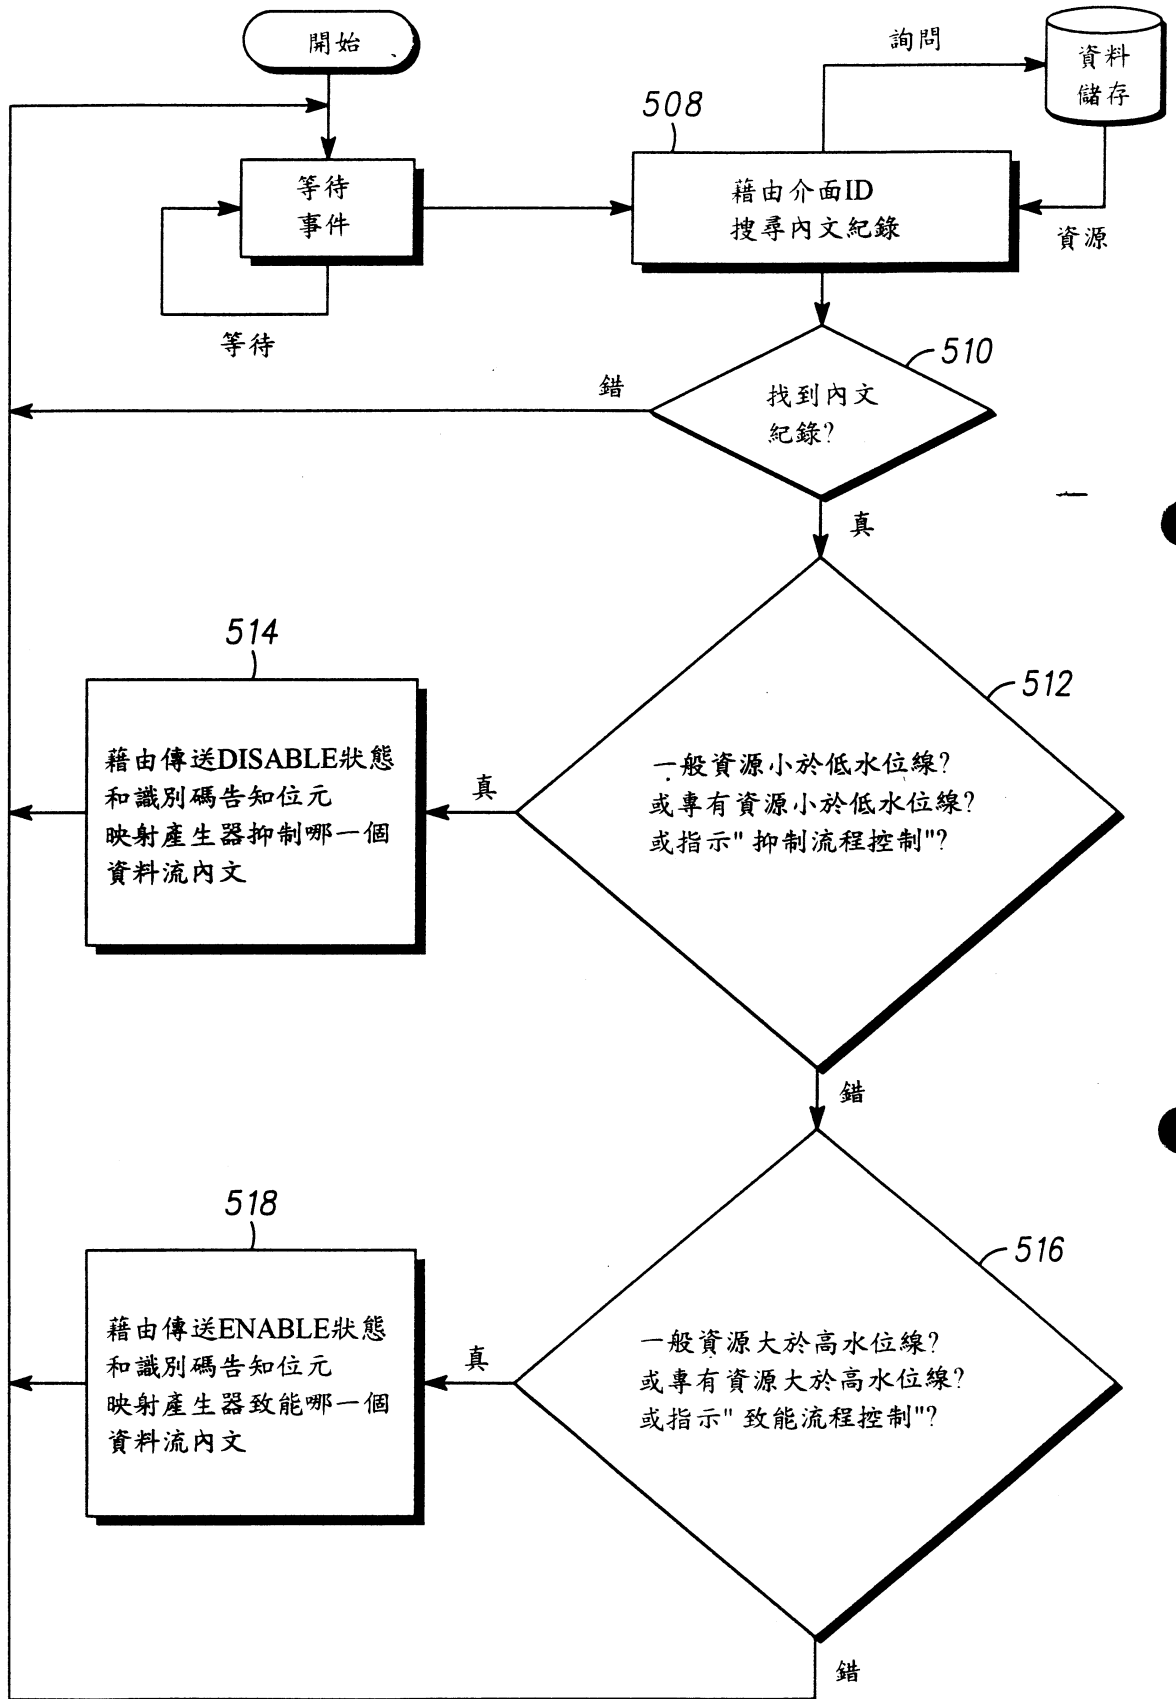 開始
詢問
資料
儲存
508
等待
事件
藉由介面ID
搜尋內文紀錄
資源
等待
510
錯
找到內文
紀錄?
真
514
512
藉由傳送DISABLE狀態
和識別碼告知位元
映射產生器抑制哪一個
資料流內文
真
一般資源小於低水位線?
或專有資源小於低水位線?
或指示"抑制流程控制"?
錯
518
516
藉由傳送ENABLE狀態
和識別碼告知位元
映射產生器致能哪一個
資料流內文
真
一般資源大於高水位線?
或專有資源大於高水位線?
或指示"致能流程控制"?
錯